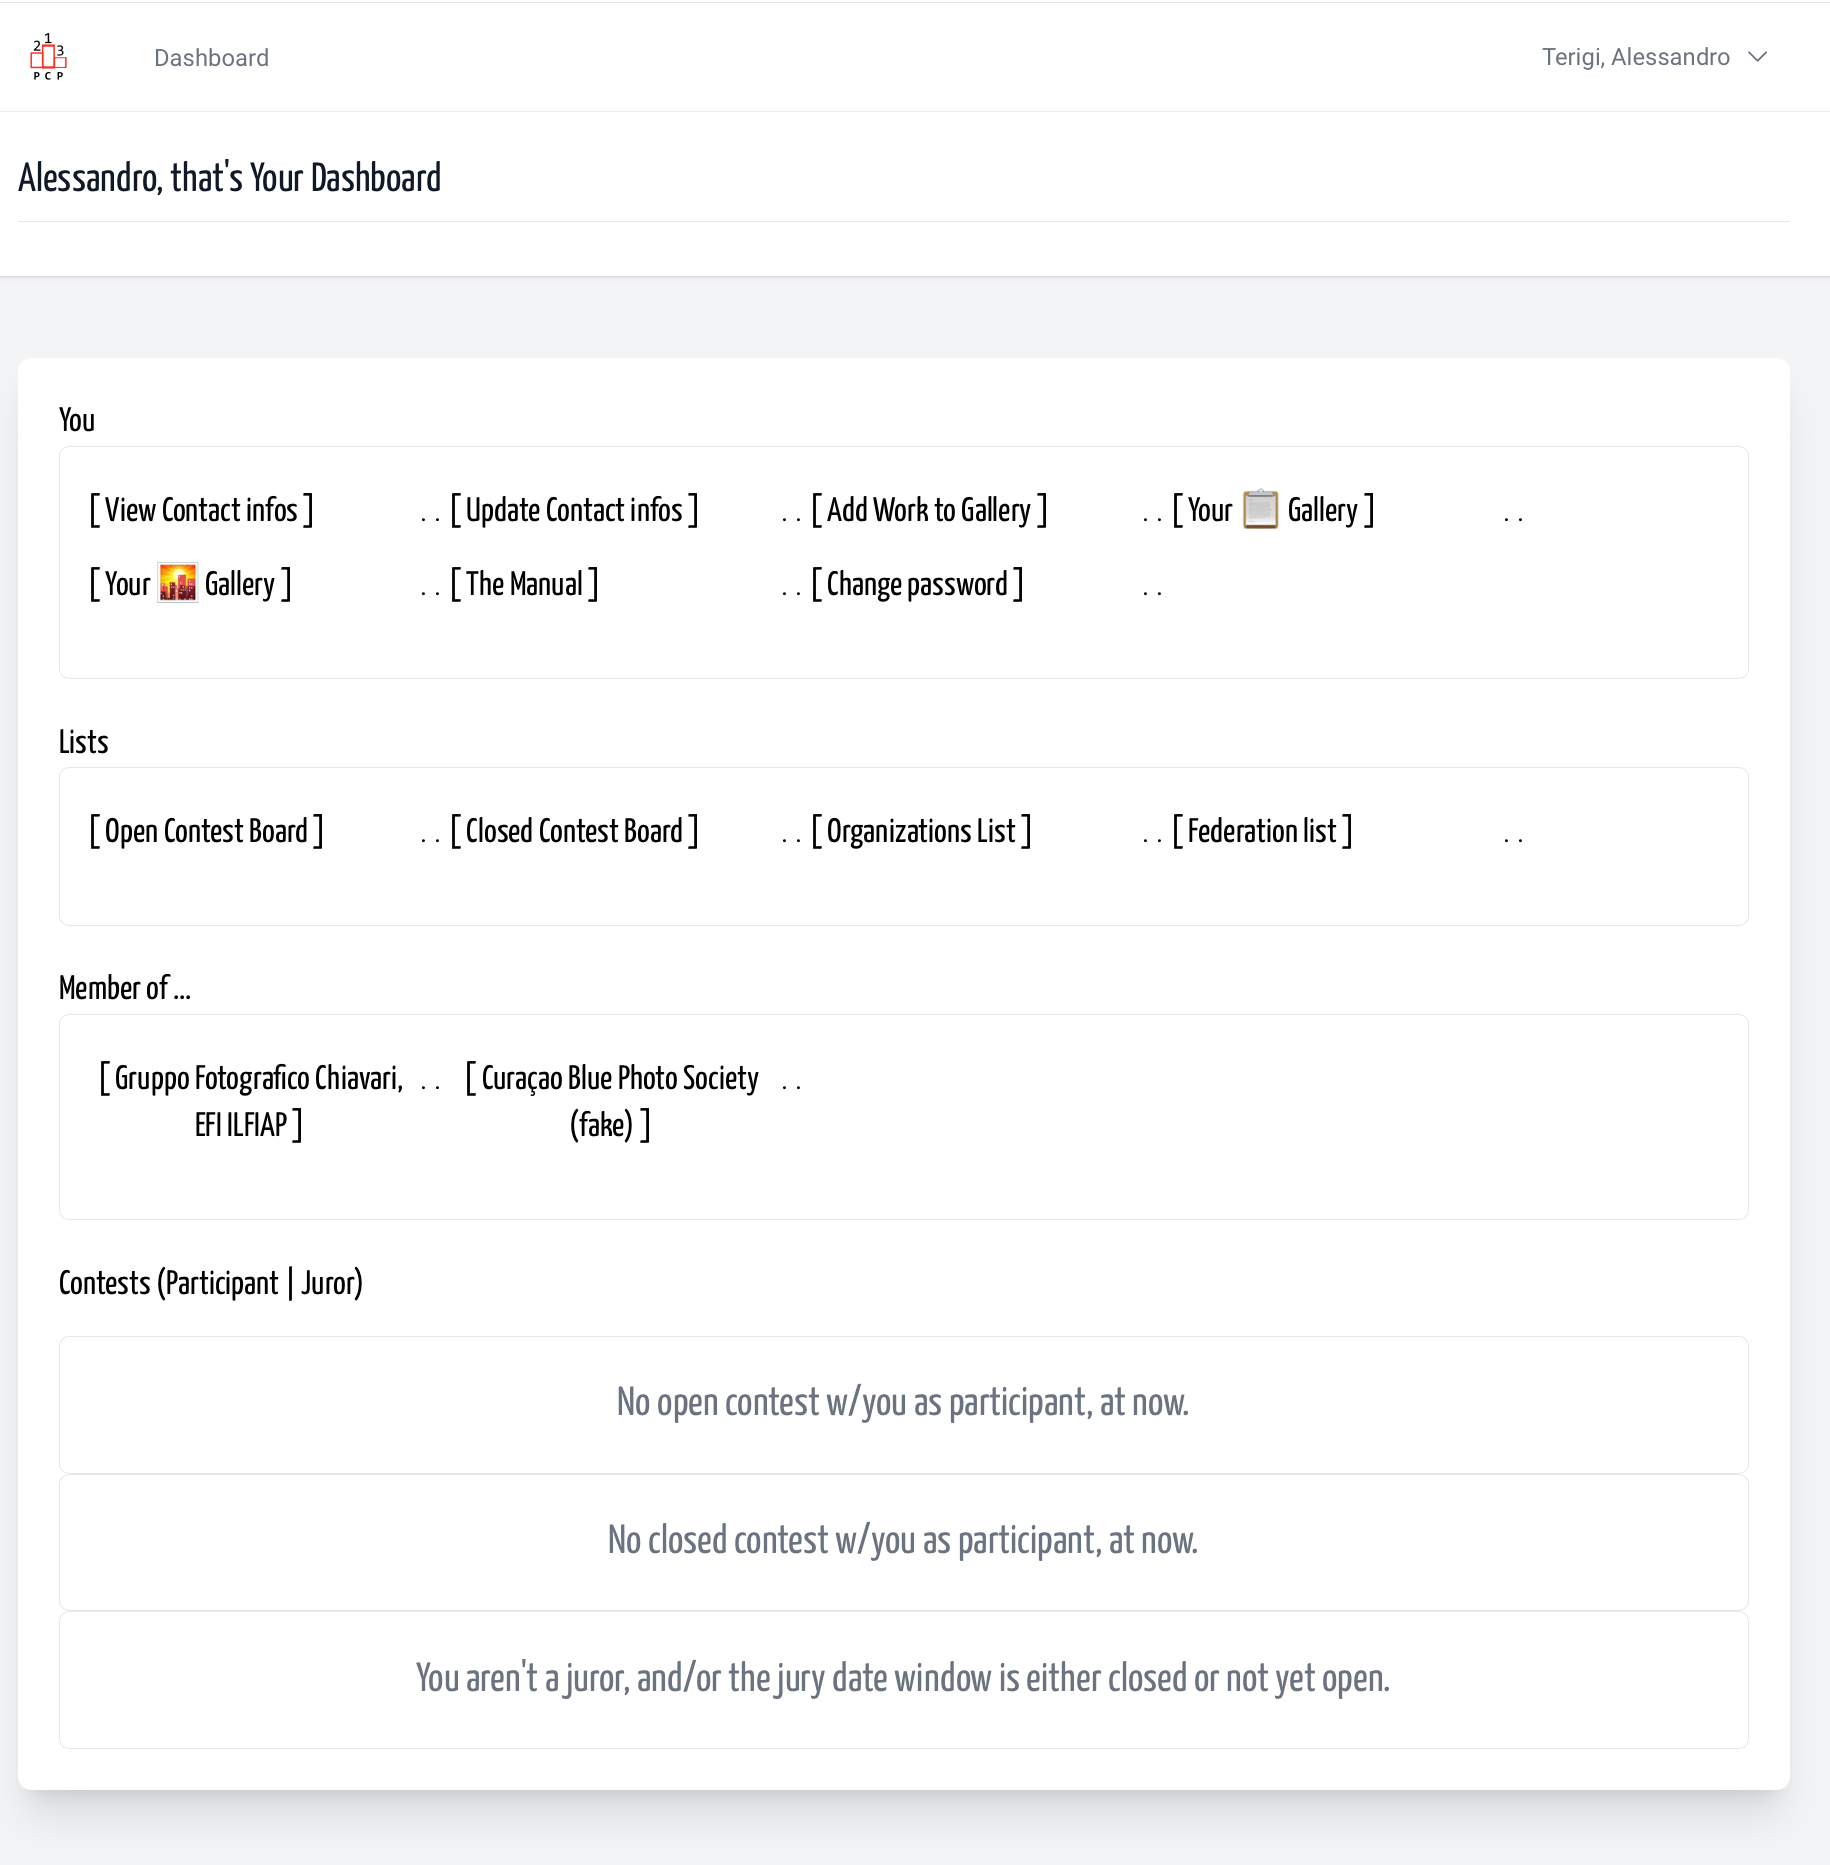 2 1 3
P C P
Dashboard
Terigi, Alessandro
Alessandro, that's Your Dashboard
You
[ View Contact infos ] . . [ Update Contact infos ] . . [ Add Work to Gallery ] . . [ Your 📋 Gallery ] . .
[ Your 🌇 Gallery ] . . [ The Manual ] . . [ Change password ] . .
Lists
[ Open Contest Board ] . . [ Closed Contest Board ] . . [ Organizations List ] . . [ Federation list ] . .
Member of ...
[ Gruppo Fotografico Chiavari, EFI ILFIAP ] . .
[ Curaçao Blue Photo Society (fake) ] . .
Contests (Participant | Juror)
No open contest w/you as participant, at now.
No closed contest w/you as participant, at now.
You aren't a juror, and/or the jury date window is either closed or not yet open.